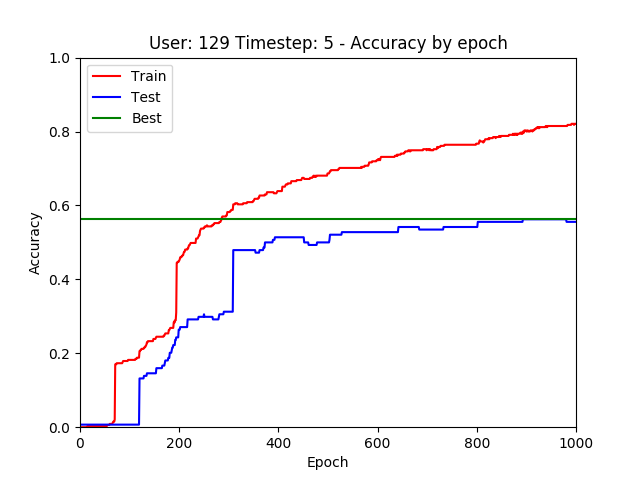 User: 129 Timestep: 5 - Accuracy by epoch
1.0
Train
Test
Best
0.8
0.6
Accuracy
0.4
0.2
0.0
0 200 400 600 800 1000
Epoch